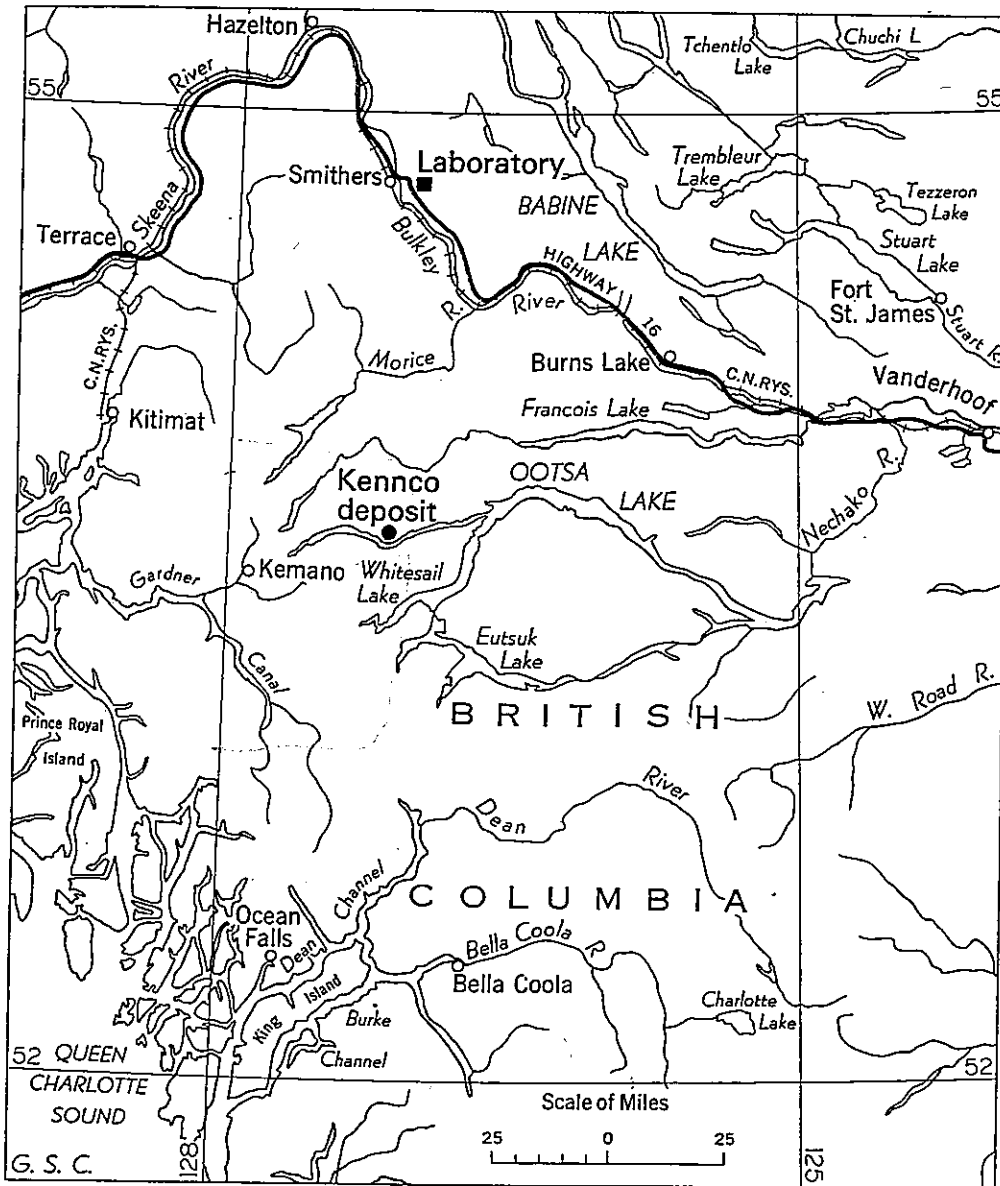 Hazelton
Tchentlo
Lake
Chuchi L
River
55
55
Smithers
Laboratory
Trembleur
Lake
Tezzeron
Lake
BABINE
LAKE
Skeena
Terrace
Bulkley
R.
HIGHWAY
16
River
Stuart
Lake
Fort
St. James
Stuart R.
Morice
Burns Lake
C.N.RYS.
C.N.RYS.
Vanderhoof
Kitimat
Francois Lake
Kennco
deposit
OOTSA
LAKE
Nechako
R.
Gardner
Canal
Kemano
Whitesail
Lake
Eutsuk
Lake
BRITISH
W. Road R.
Prince Royal
Island
Dean
River
COLUMBIA
Ocean
Falls
Dean
Channel
Bella Coola
R
Bella Coola
King
Island
Burke
Channel
Charlotte
Lake
52
QUEEN
CHARLOTTE
SOUND
52
Scale of Miles
25 0 25
G. S. C.
128
125